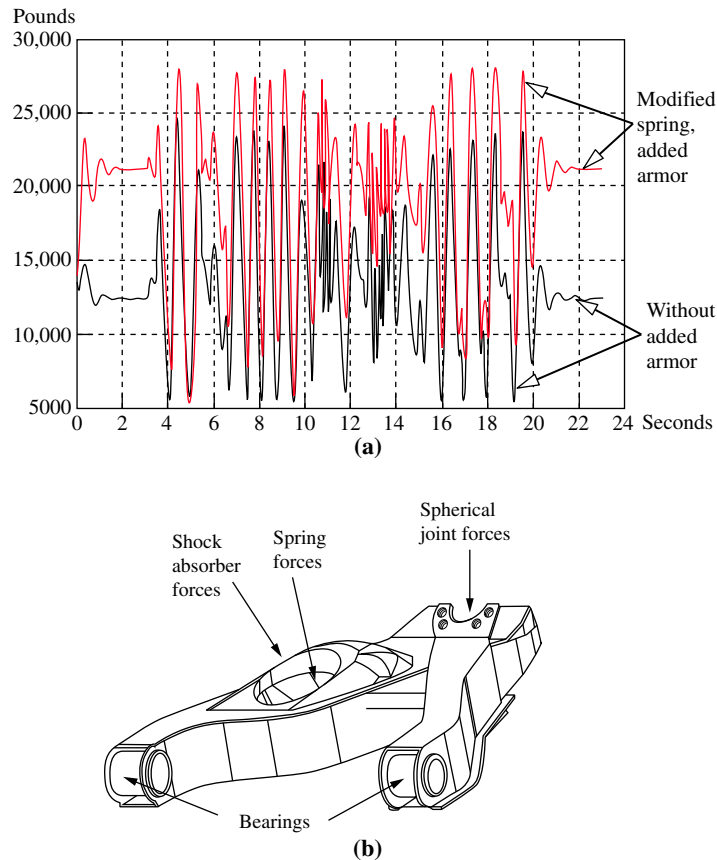 Pounds
30,000
25,000
20,000
15,000
10,000
5000
0 2 4 6 8 10 12 14 16 18 20 22 24 Seconds
Modified
spring,
added
armor
Without
added
armor
(a)
Spherical
joint forces
Spring
forces
Shock
absorber
forces
Bearings
(b)